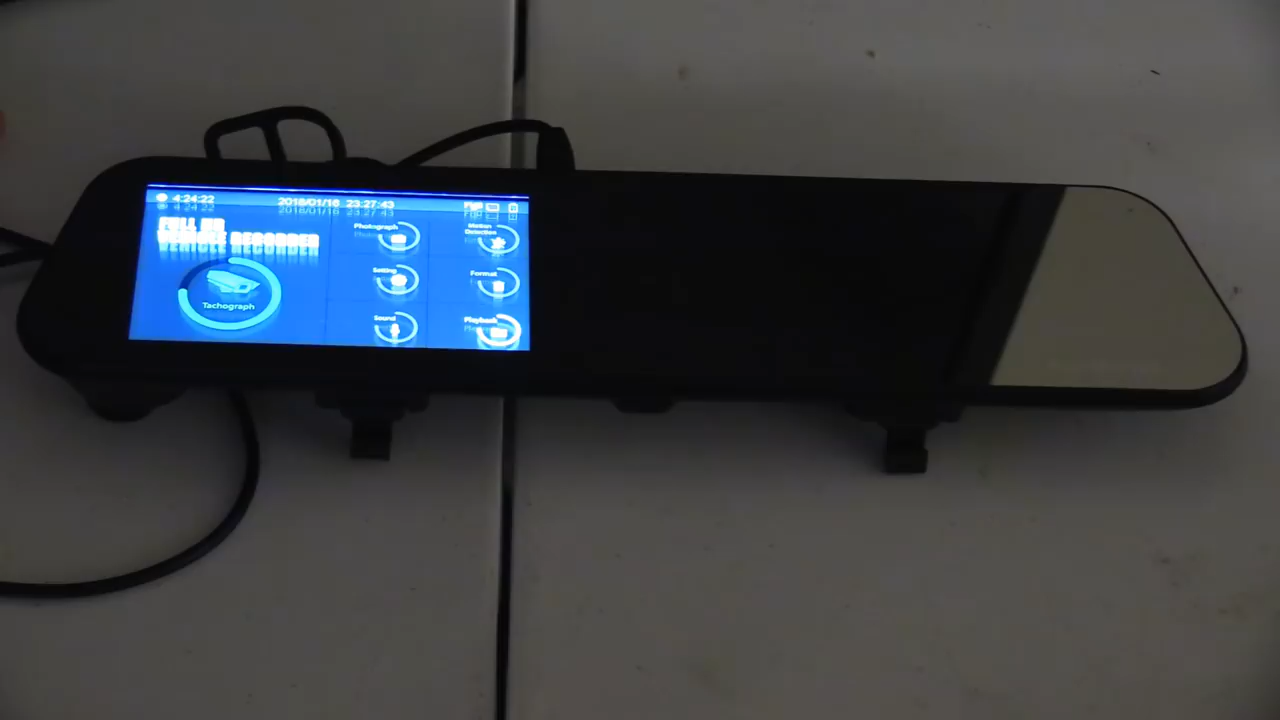 4:24:22 2018/01/16 23:27:43
FULL HD
VEHICLE RECORDER
Tachograph
Photograph
Motion
Detection
Setting
Format
Sound
Playback